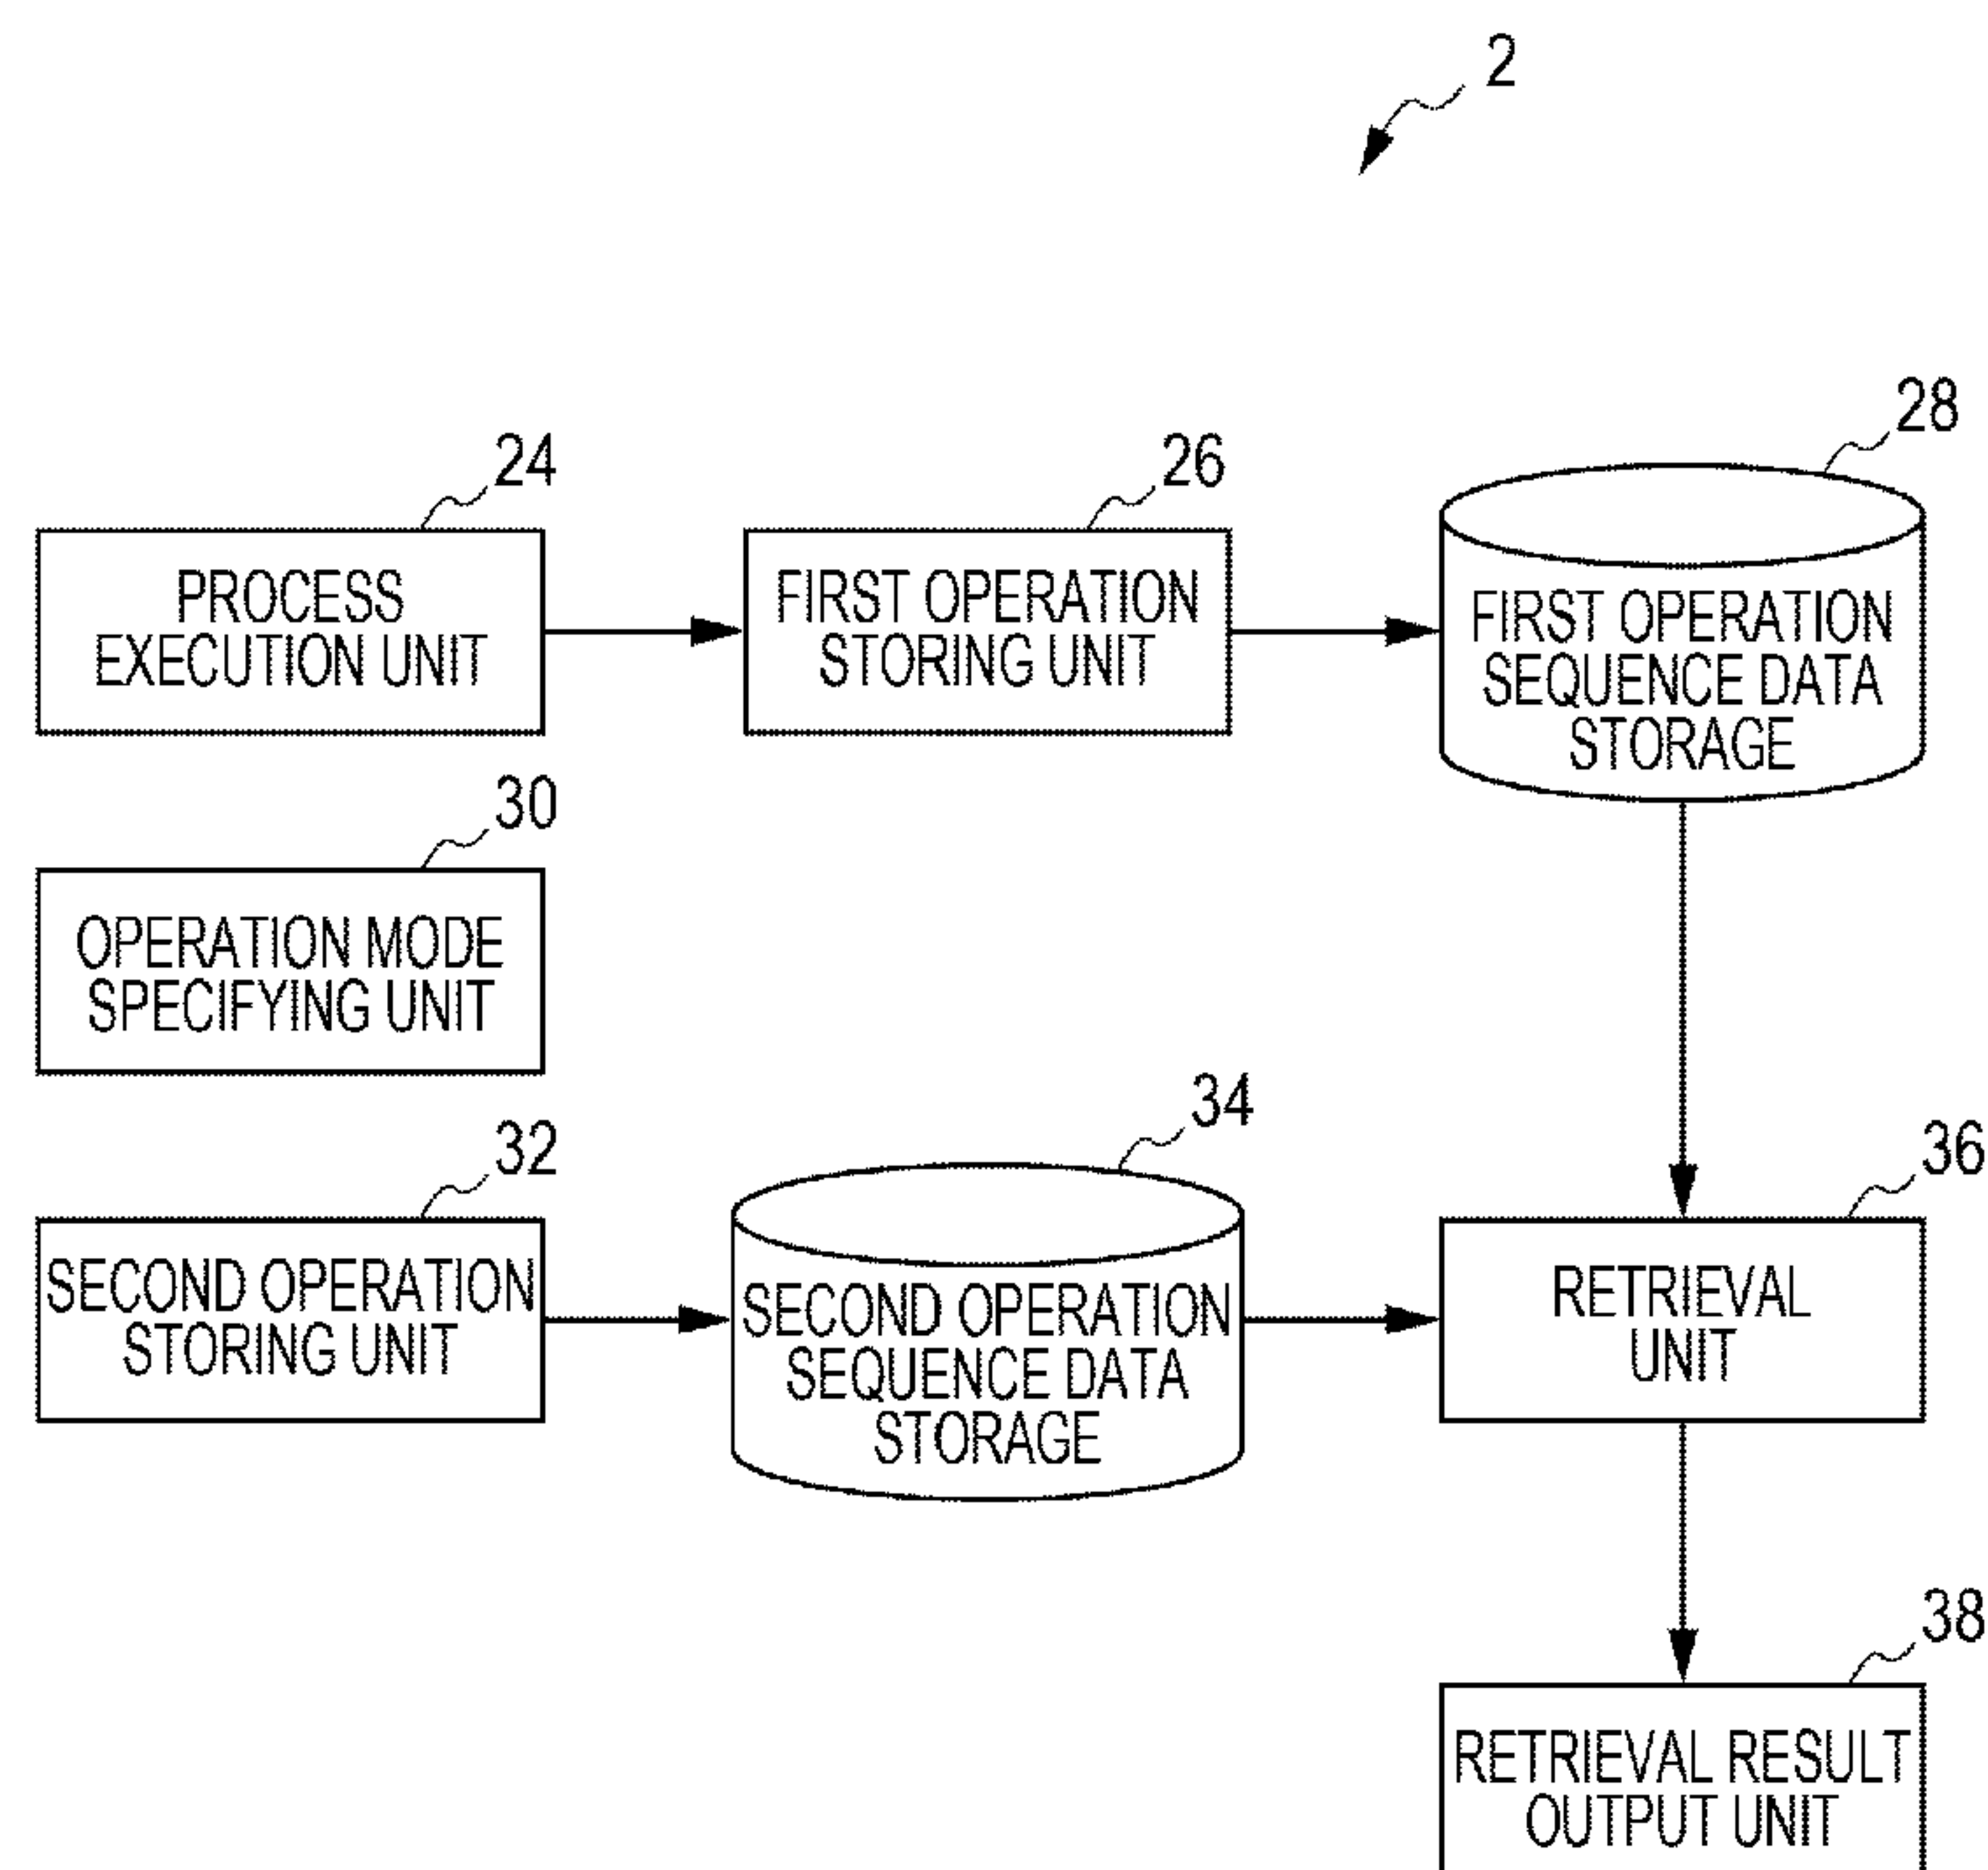 2
24
PROCESS
EXECUTION UNIT
26
FIRST OPERATION
STORING UNIT
28
FIRST OPERATION
SEQUENCE DATA
STORAGE
30
OPERATION MODE
SPECIFYING UNIT
32
SECOND OPERATION
STORING UNIT
34
SECOND OPERATION
SEQUENCE DATA
STORAGE
36
RETRIEVAL
UNIT
38
RETRIEVAL RESULT
OUTPUT UNIT